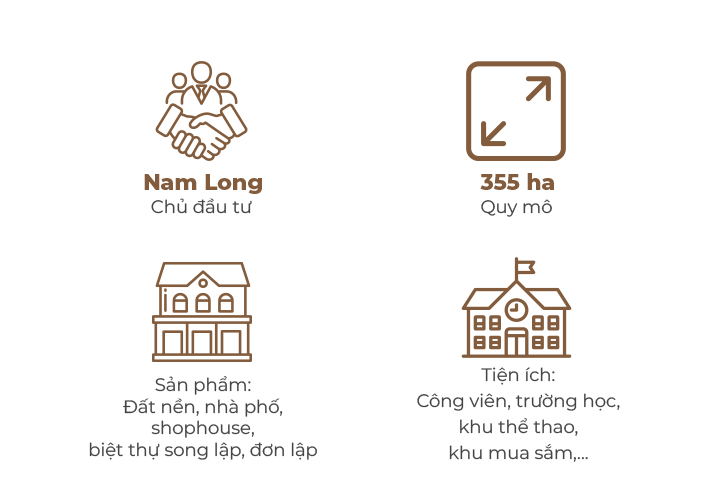 Nam Long
Chủ đầu tư
355 ha
Quy mô
Sản phẩm:
Đất nền, nhà phố,
shophouse,
biệt thự song lập, đơn lập
Tiện ích:
Công viên, trường học,
khu thể thao,
khu mua sắm,...